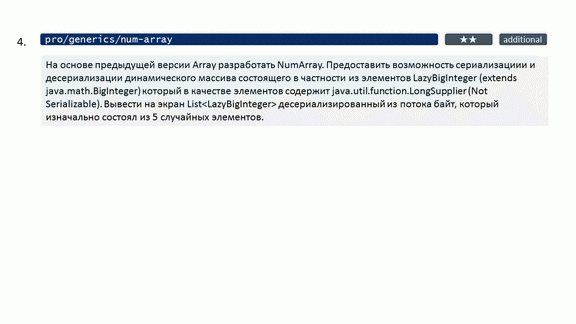 4. pro/generics/num-array ★★ additional
На основе предыдущей версии Array разработать NumArray. Предоставить возможность сериализациии и
десериализации динамического массива состоящего в частности из элементов LazyBigInteger (extends
java.math.BigInteger) который в качестве элементов содержит java.util.function.LongSupplier (Not
Serializable). Вывести на экран List<LazyBigInteger> десериализированный из потока байт, который
изначально состоял из 5 случайных элементов.